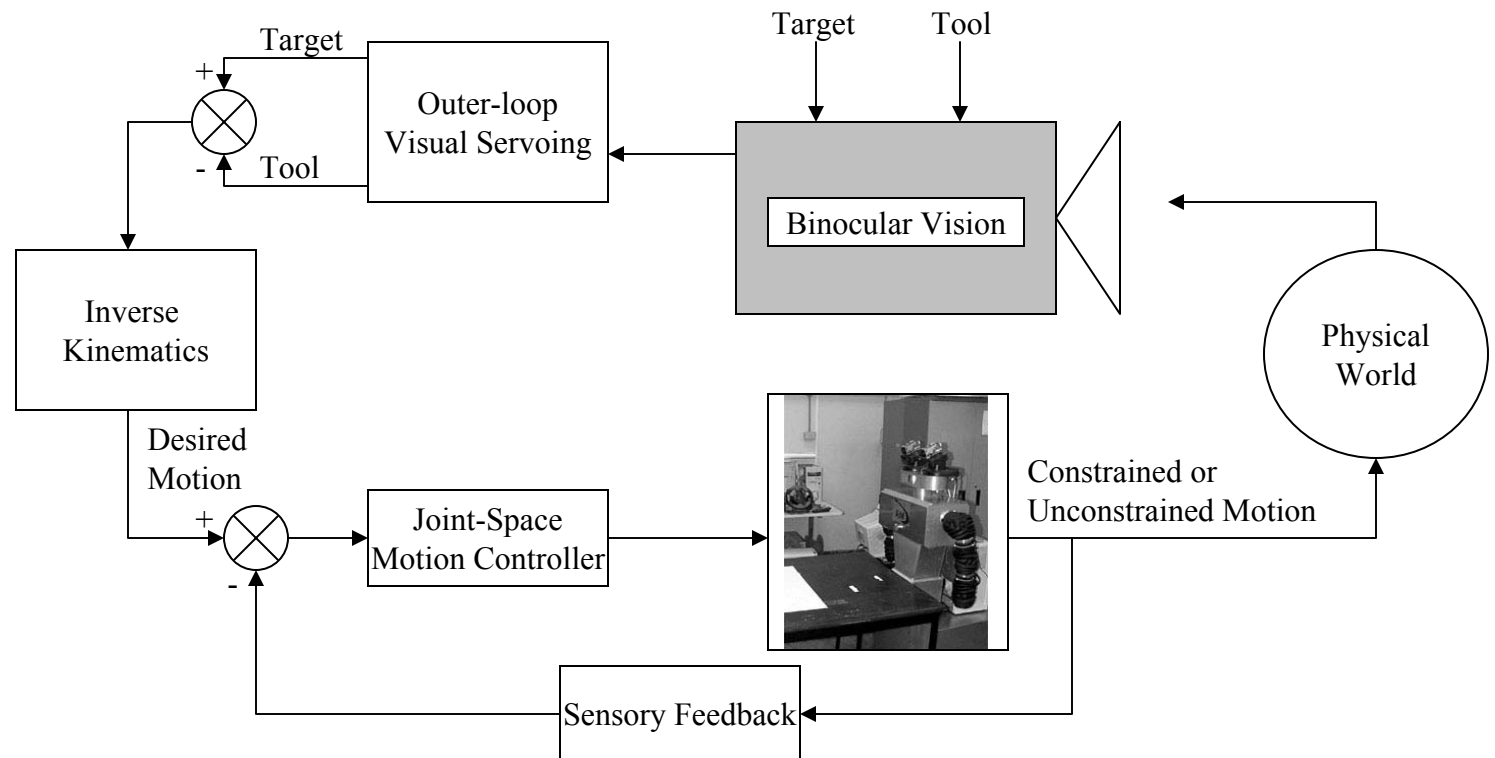 Target
Tool
Target
+
Outer-loop
Visual Servoing
-
Tool
Binocular Vision
Inverse
Kinematics
Physical
World
Desired
Motion
Constrained or
Unconstrained Motion
+
Joint-Space
Motion Controller
-
Sensory Feedback